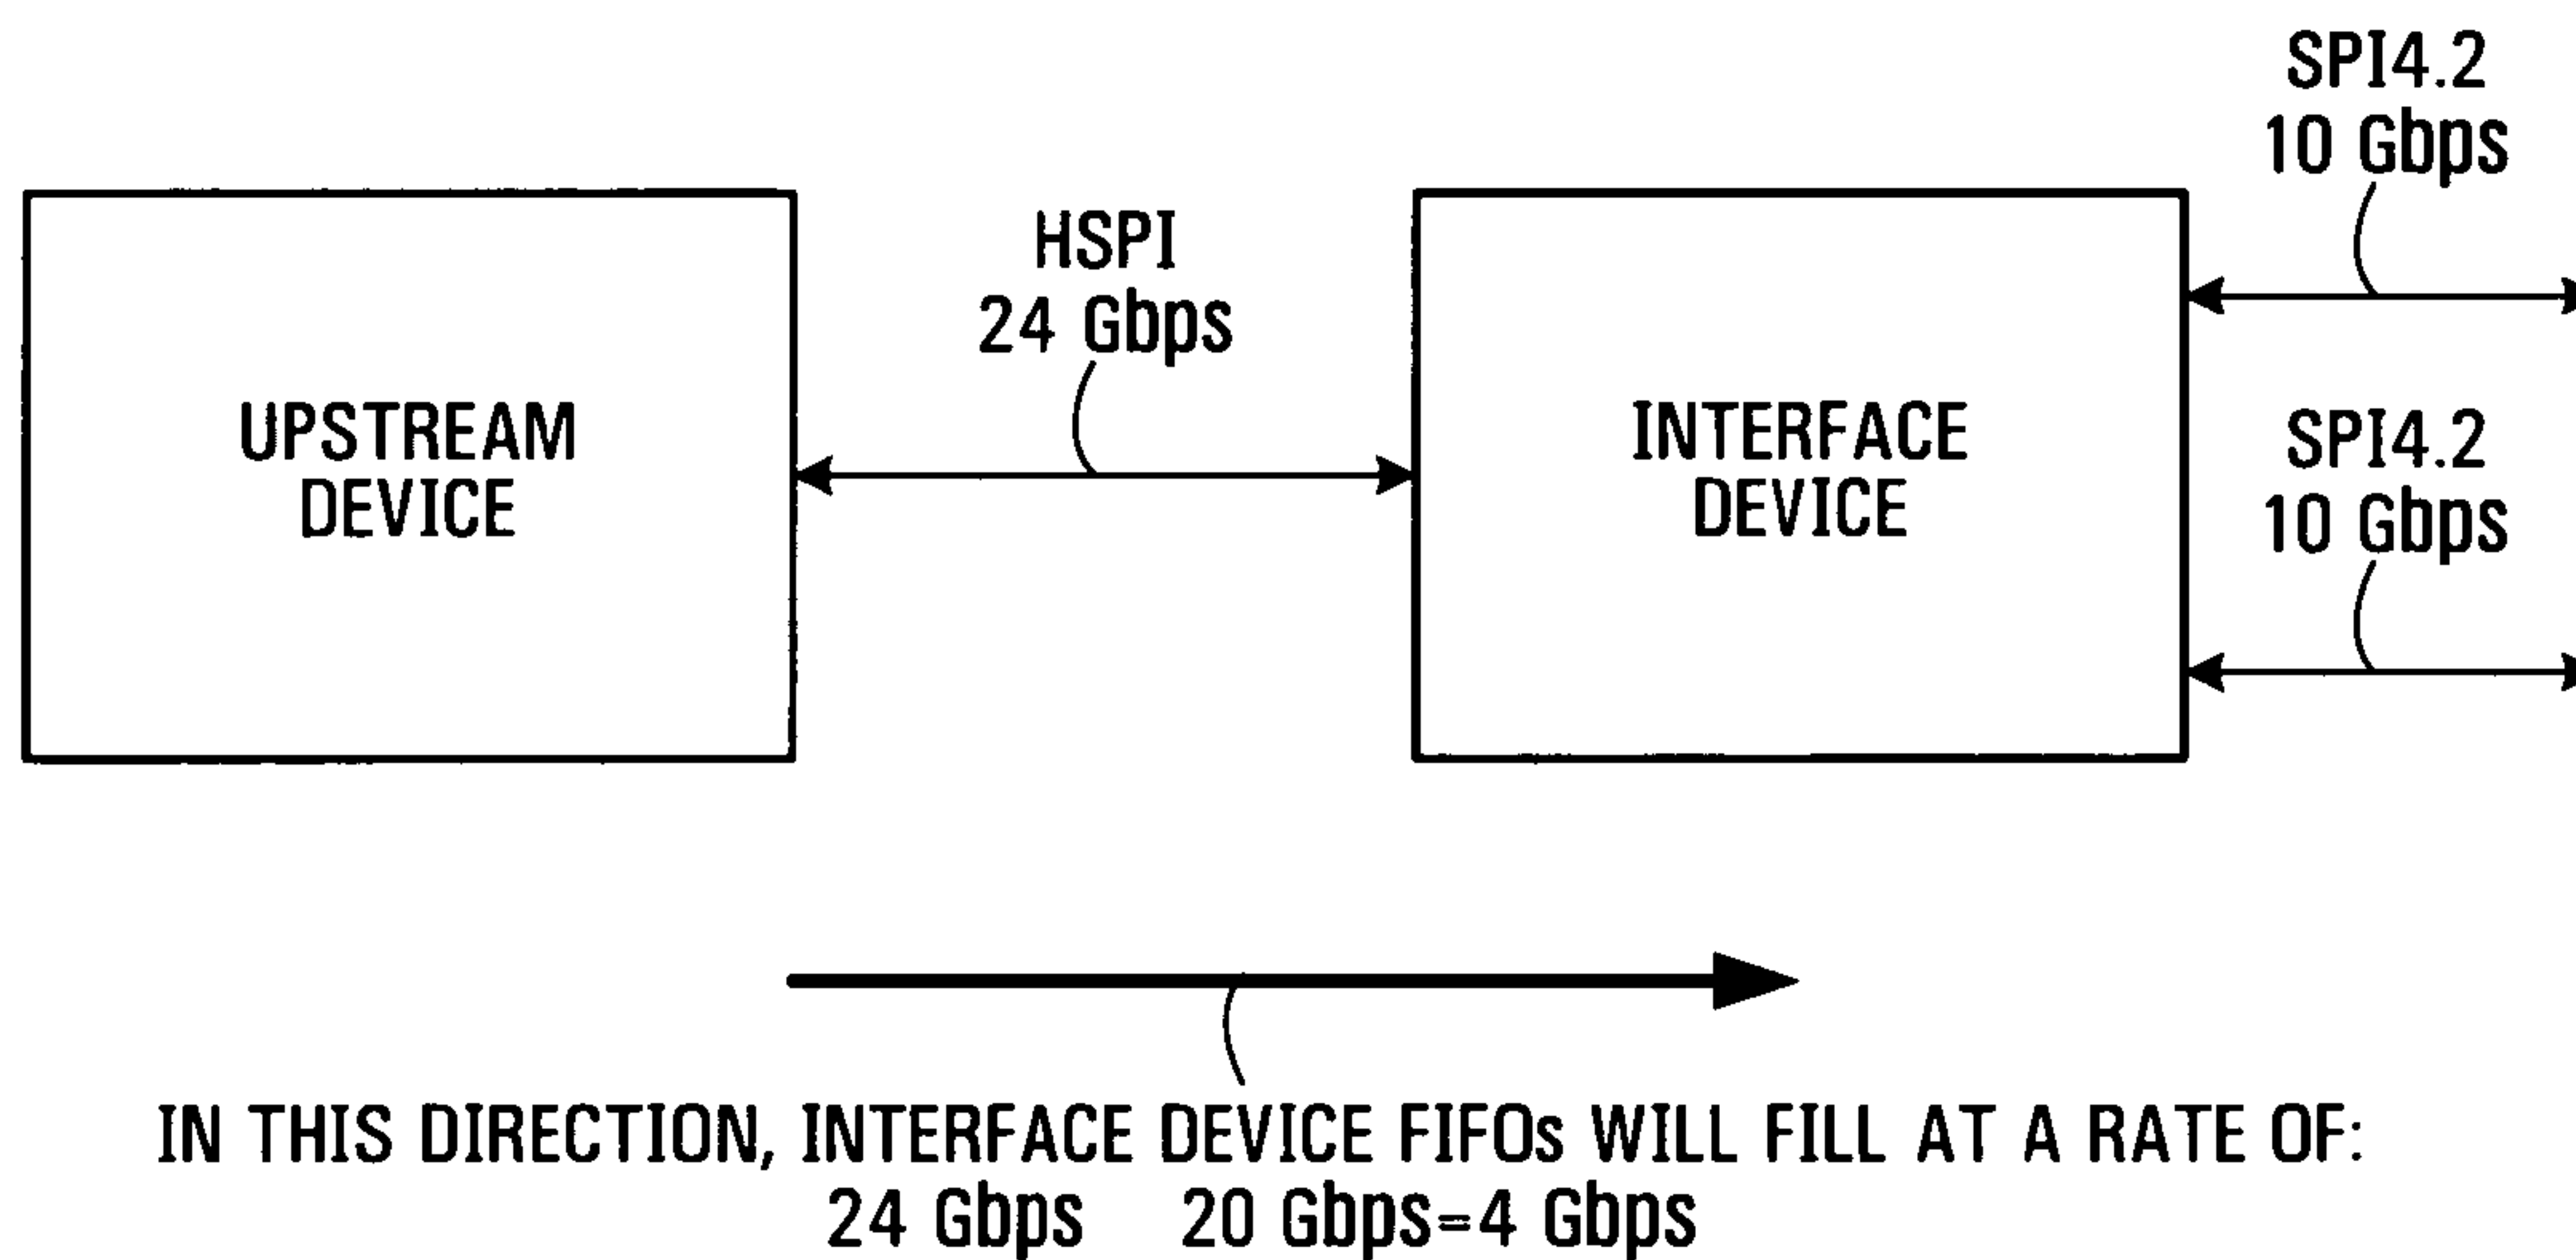 SPI4.2
10 Gbps
HSPI
24 Gbps
UPSTREAM
DEVICE
INTERFACE
DEVICE
SPI4.2
10 Gbps
IN THIS DIRECTION, INTERFACE DEVICE FIFOs WILL FILL AT A RATE OF:
24 Gbps 20 Gbps=4 Gbps